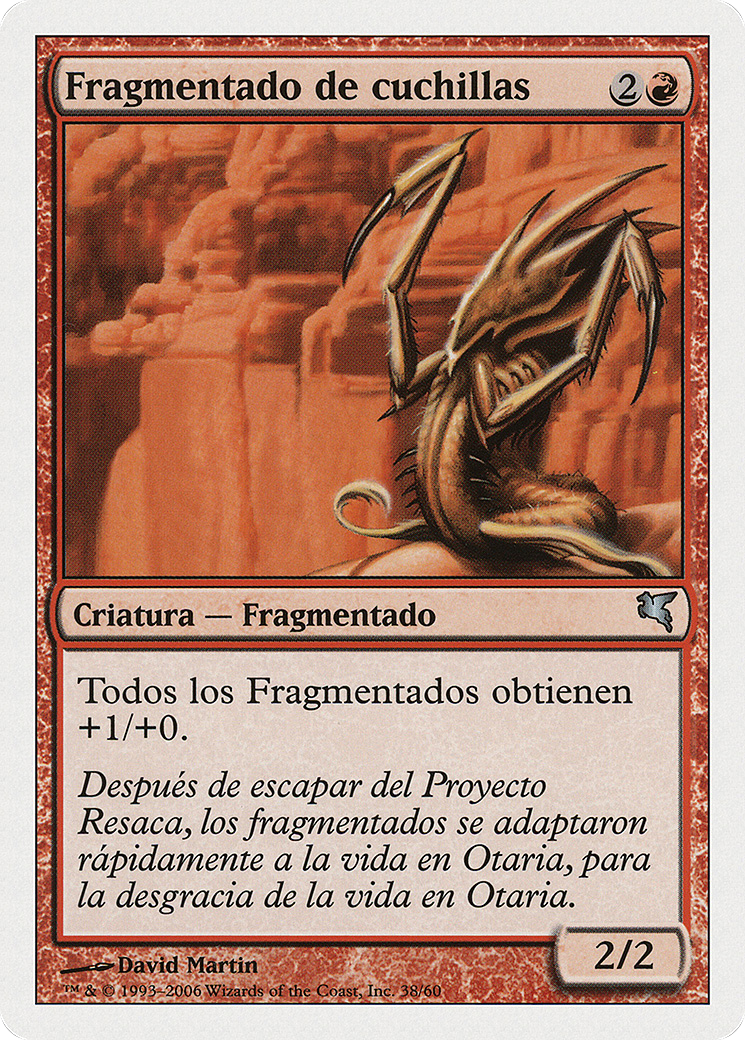 Fragmentado de cuchillas
2
Criatura — Fragmentado
Todos los Fragmentados obtienen
+1/+0.
Después de escapar del Proyecto
Resaca, los fragmentados se adaptaron
rápidamente a la vida en Otaria, para
la desgracia de la vida en Otaria.
2/2
David Martin
™ & © 1993–2006 Wizards of the Coast, Inc. 38/60